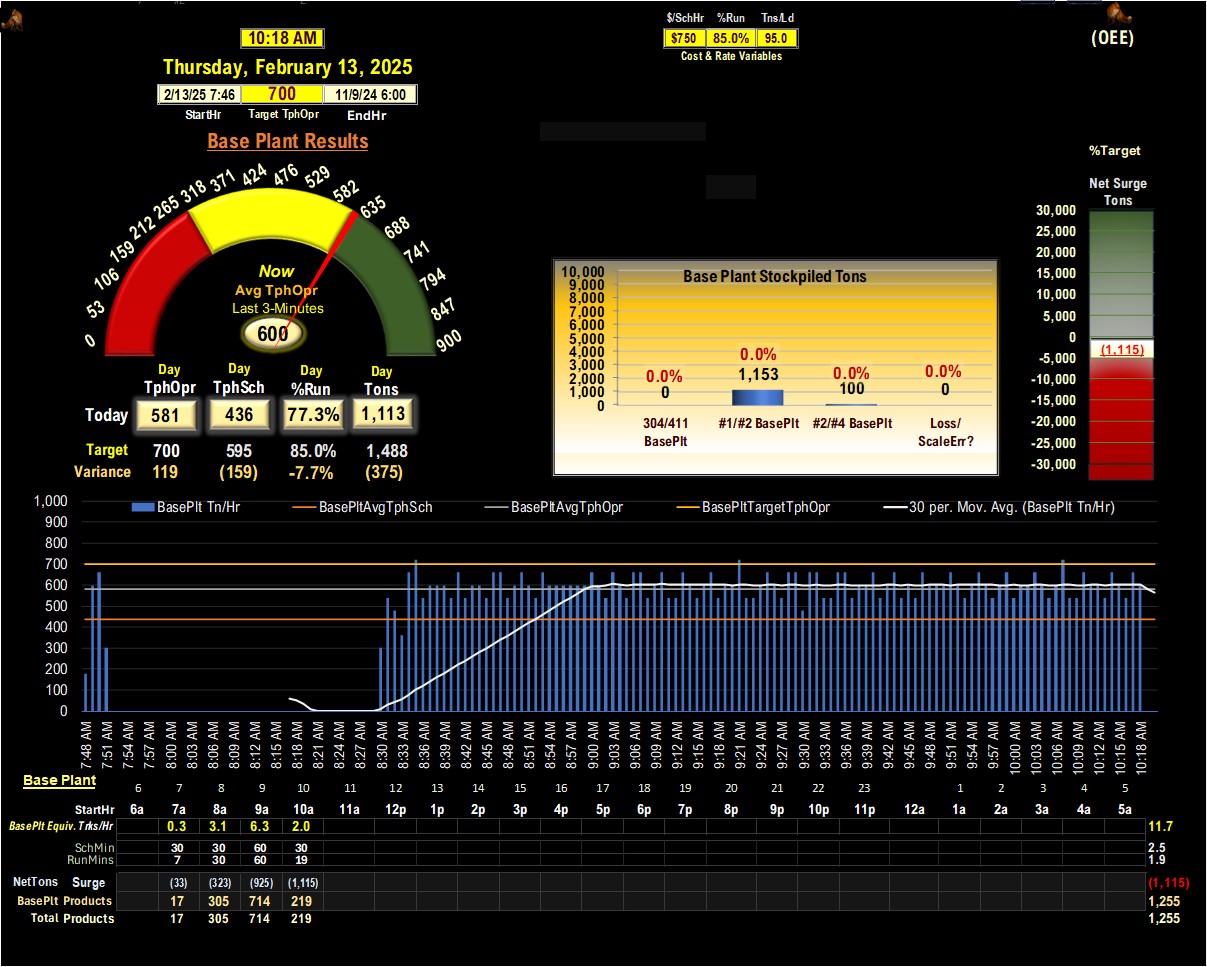 $/SchHr %Run Tns/Ld
$750 85.0% 95.0
Cost & Rate Variables
(OEE)
10:18 AM
Thursday, February 13, 2025
2/13/25 7:46 700 11/9/24 6:00
StartHr Target TphOpr EndHr
Base Plant Results
0 53 106 159 212 265 318 371 424 476 529 582 635 688 741 794 847 900
Now
Avg TphOpr
Last 3-Minutes
600
Day Day Day Day
TphOpr TphSch %Run Tons
Today 581 436 77.3% 1,113
Target 700 595 85.0% 1,488
Variance 119 (159) -7.7% (375)
Base Plant Stockpiled Tons
10,000
9,000
8,000
7,000
6,000
5,000
4,000
3,000
2,000
1,000
0
0.0% 0.0% 0.0% 0.0%
0 1,153 100 0
304/411 BasePlt
#1/#2 BasePlt
#2/#4 BasePlt
Loss/ ScaleErr?
%Target
Net Surge
Tons
30,000
25,000
20,000
15,000
10,000
5,000
0
(1,115)
-5,000
-10,000
-15,000
-20,000
-25,000
-30,000
BasePlt Tn/Hr BasePltAvgTphSch BasePltAvgTphOpr BasePltTargetTphOpr 30 per. Mov. Avg. (BasePlt Tn/Hr)
1,000
900
800
700
600
500
400
300
200
100
0
7:48 AM 7:51 AM 7:54 AM 7:57 AM 8:00 AM 8:03 AM 8:06 AM 8:09 AM 8:12 AM 8:15 AM 8:18 AM 8:21 AM 8:24 AM 8:27 AM 8:30 AM 8:33 AM 8:36 AM 8:39 AM 8:42 AM 8:45 AM 8:48 AM 8:51 AM 8:54 AM 8:57 AM 9:00 AM 9:03 AM 9:06 AM 9:09 AM 9:12 AM 9:15 AM 9:18 AM 9:21 AM 9:24 AM 9:27 AM 9:30 AM 9:33 AM 9:36 AM 9:39 AM 9:42 AM 9:45 AM 9:48 AM 9:51 AM 9:54 AM 9:57 AM 10:00 AM 10:03 AM 10:06 AM 10:09 AM 10:12 AM 10:15 AM 10:18 AM
Base Plant
6 7 8 9 10 11 12 13 14 15 16 17 18 19 20 21 22 23 1 2 3 4 5
StartHr 6a 7a 8a 9a 10a 11a 12p 1p 2p 3p 4p 5p 6p 7p 8p 9p 10p 11p 12a 1a 2a 3a 4a 5a
BasePlt Equiv. Trks/Hr 0.3 3.1 6.3 2.0 11.7
SchMin 30 30 60 30 2.5
RunMins 7 30 60 19 1.9
NetTons Surge (33) (323) (925) (1,115) (1,115)
BasePlt Products 17 305 714 219 1,255
Total Products 17 305 714 219 1,255